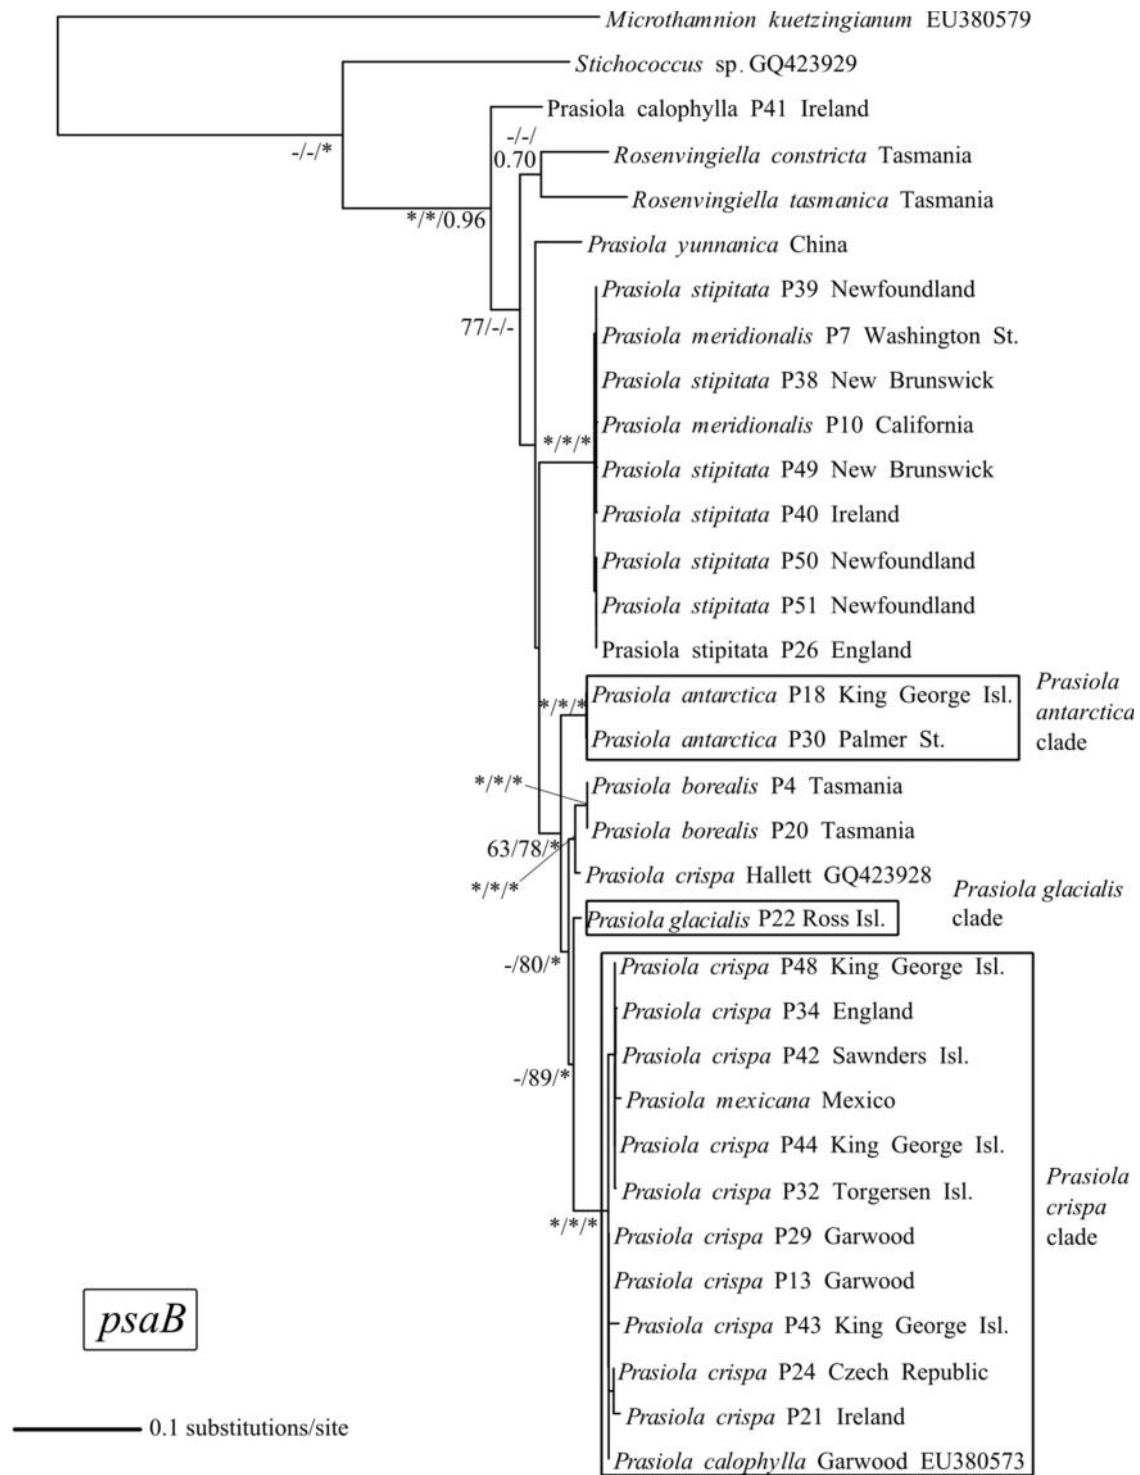 Microthamnion kuetzingianum EU380579
Stichococcus sp. GQ423929
Prasiola calophylla P41 Ireland
-/-/*
-/-/
0.70
Rosenvingiella constricta Tasmania
Rosenvingiella tasmanica Tasmania
*/*/0.96
Prasiola yunnanica China
Prasiola stipitata P39 Newfoundland
77/-/-
Prasiola meridionalis P7 Washington St.
Prasiola stipitata P38 New Brunswick
Prasiola meridionalis P10 California
*/*/*
Prasiola stipitata P49 New Brunswick
Prasiola stipitata P40 Ireland
Prasiola stipitata P50 Newfoundland
Prasiola stipitata P51 Newfoundland
Prasiola stipitata P26 England
*/*/*
Prasiola antarctica P18 King George Isl.
Prasiola antarctica P30 Palmer St.
Prasiola
antarctica
clade
*/*/*
Prasiola borealis P4 Tasmania
Prasiola borealis P20 Tasmania
63/78/*
Prasiola crispa Hallett GQ423928
*/*/*
Prasiola glacialis
clade
Prasiola glacialis P22 Ross Isl.
-/80/*
Prasiola crispa P48 King George Isl.
Prasiola crispa P34 England
Prasiola crispa P42 Sawnders Isl.
-/89/*
Prasiola mexicana Mexico
Prasiola crispa P44 King George Isl.
Prasiola crispa P32 Torgersen Isl.
Prasiola
crispa
clade
*/*/*
Prasiola crispa P29 Garwood
Prasiola crispa P13 Garwood
Prasiola crispa P43 King George Isl.
Prasiola crispa P24 Czech Republic
Prasiola crispa P21 Ireland
Prasiola calophylla Garwood EU380573
psaB
0.1 substitutions/site